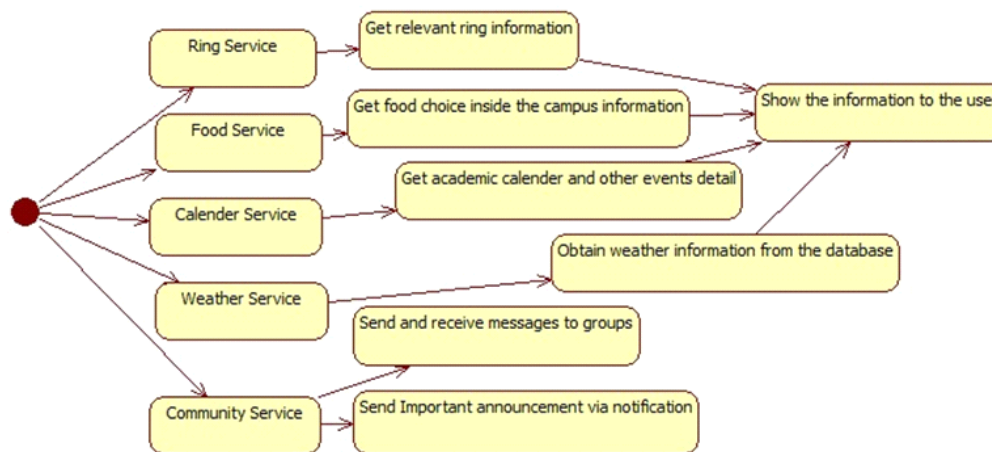 Ring Service
Get relevant ring information
Food Service
Get food choice inside the campus information
Show the information to the use
Calender Service
Get academic calender and other events detail
Weather Service
Obtain weather information from the database
Send and receive messages to groups
Community Service
Send Important announcement via notification